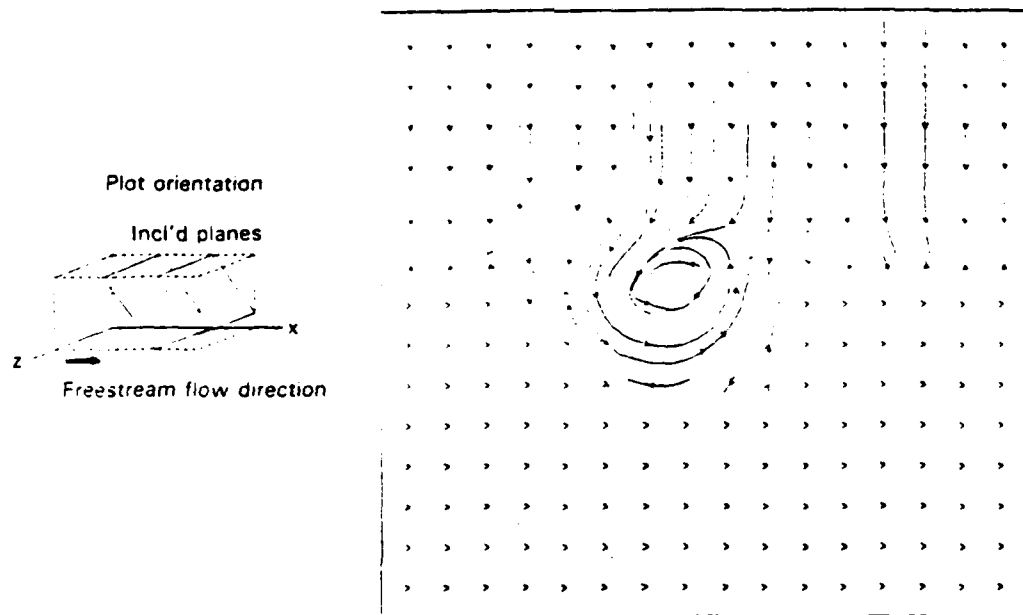 Plot orientation
Incl'd planes
x
z
Freestream flow direction